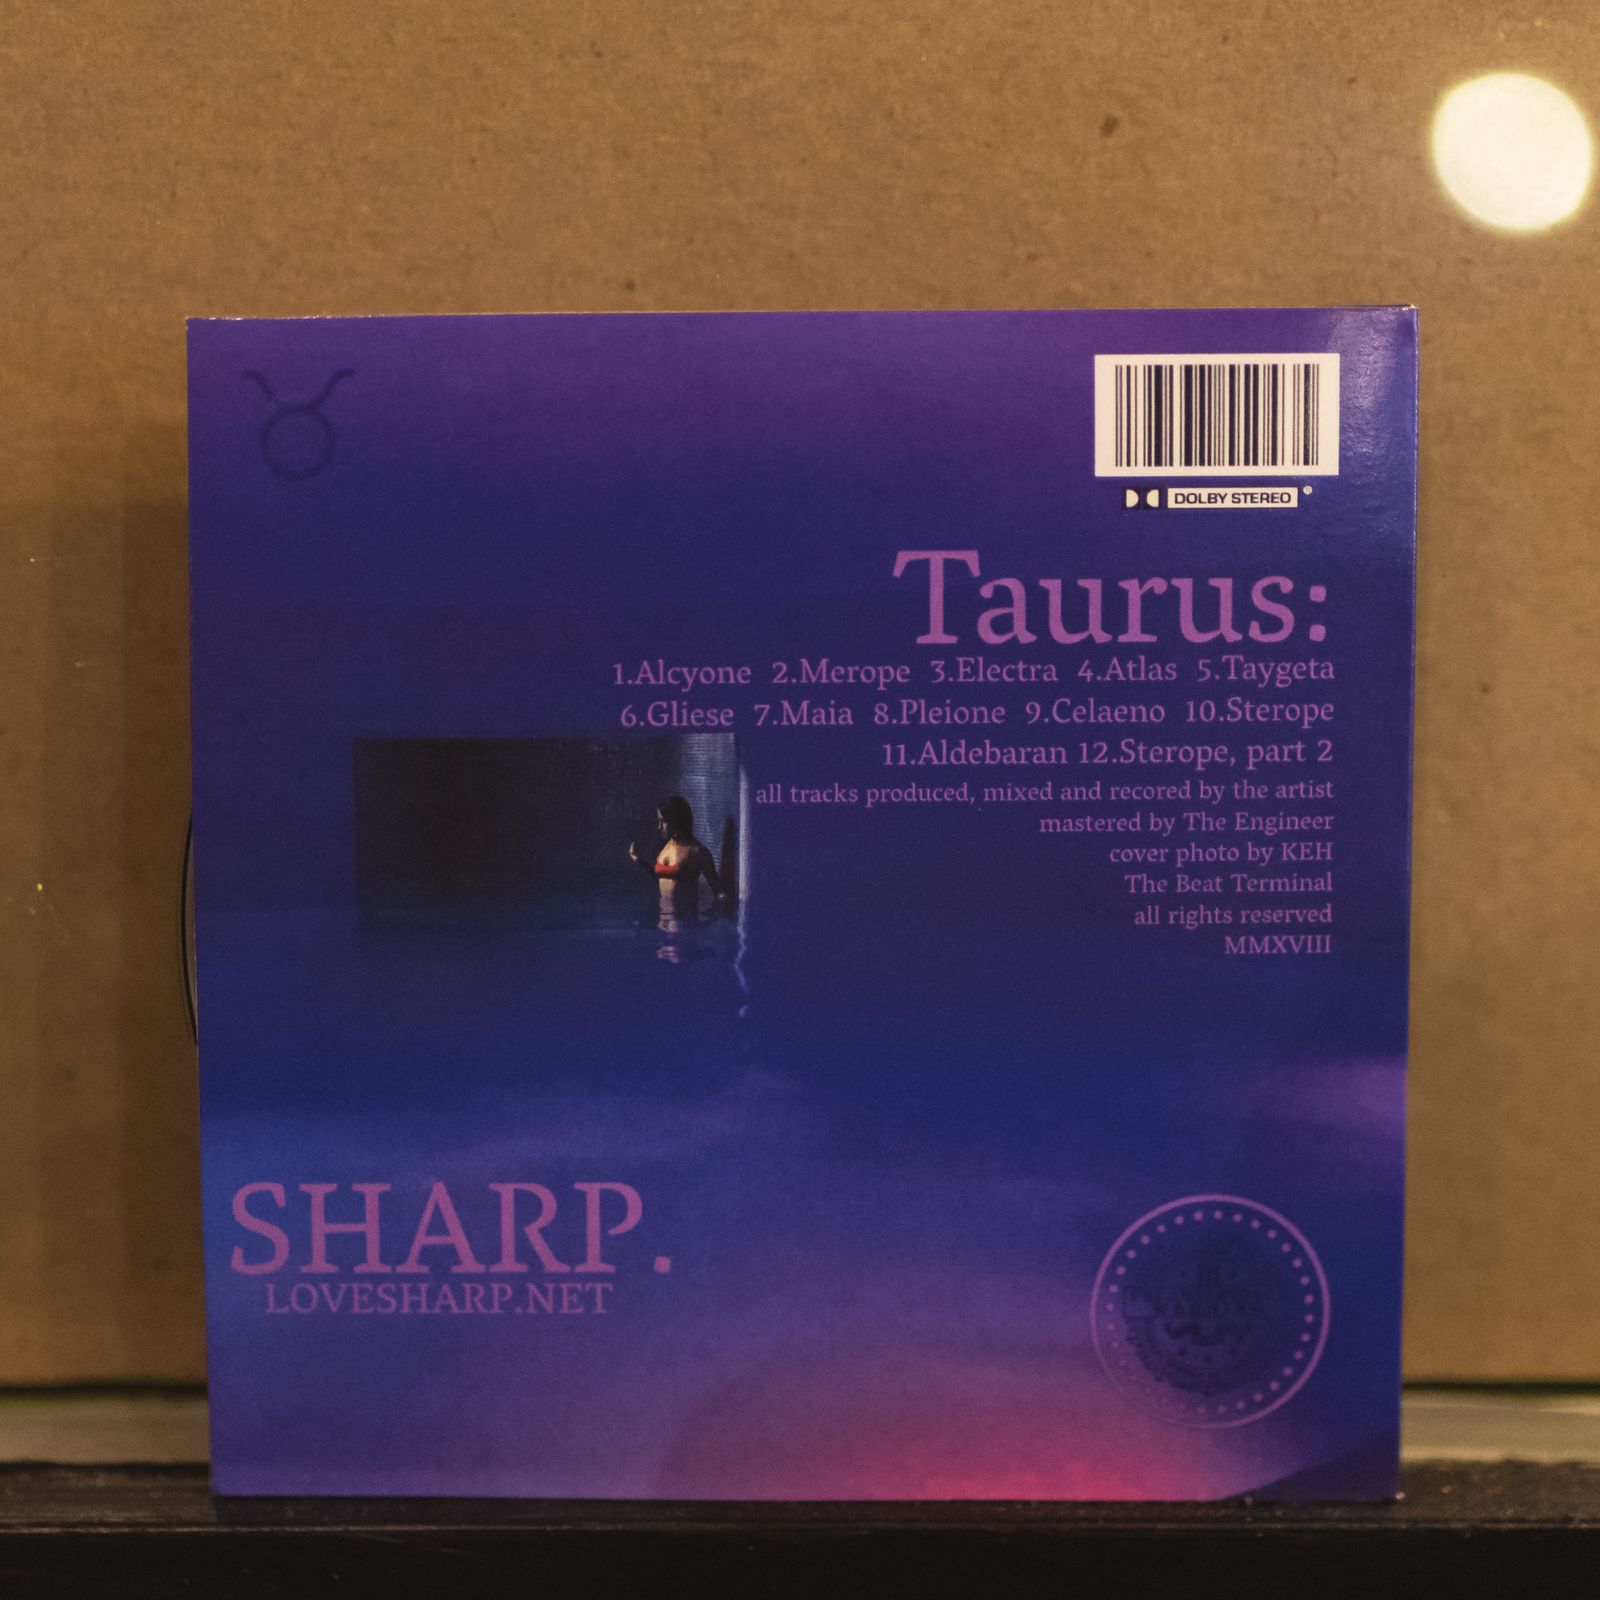 DOLBY STEREO ®
Taurus:
1.Alcyone 2.Merope 3.Electra 4.Atlas 5.Taygeta
6.Gliese 7.Maia 8.Pleione 9.Celaeno 10.Sterope
11.Aldebaran 12.Sterope, part 2
all tracks produced, mixed and recored by the artist
mastered by The Engineer
cover photo by KEH
The Beat Terminal
all rights reserved
MMXVIII
SHARP.
LOVESHARP.NET